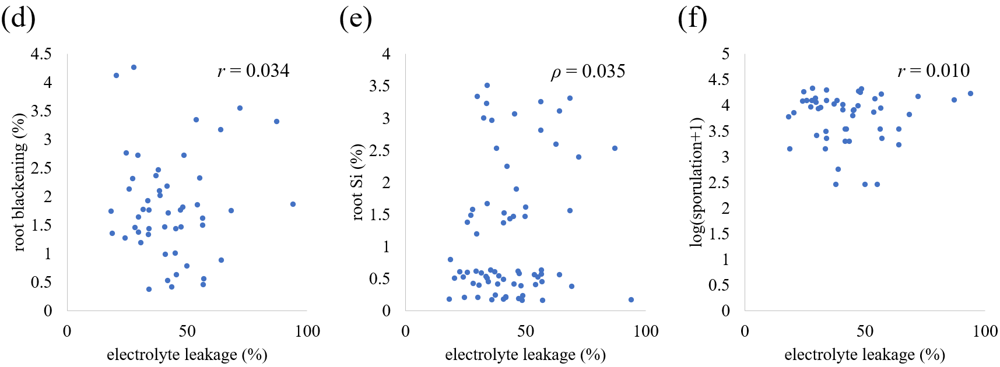 (d)
root blackening (%)
4.5
4
3.5
3
2.5
2
1.5
1
0.5
0
r = 0.034
0 50 100
electrolyte leakage (%)
(e)
root Si (%)
4
3.5
3
2.5
2
1.5
1
0.5
0
ρ = 0.035
0 50 100
electrolyte leakage (%)
(f)
log(sporulation+1)
5
4.5
4
3.5
3
2.5
2
1.5
1
0.5
0
r = 0.010
0 50 100
electrolyte leakage (%)